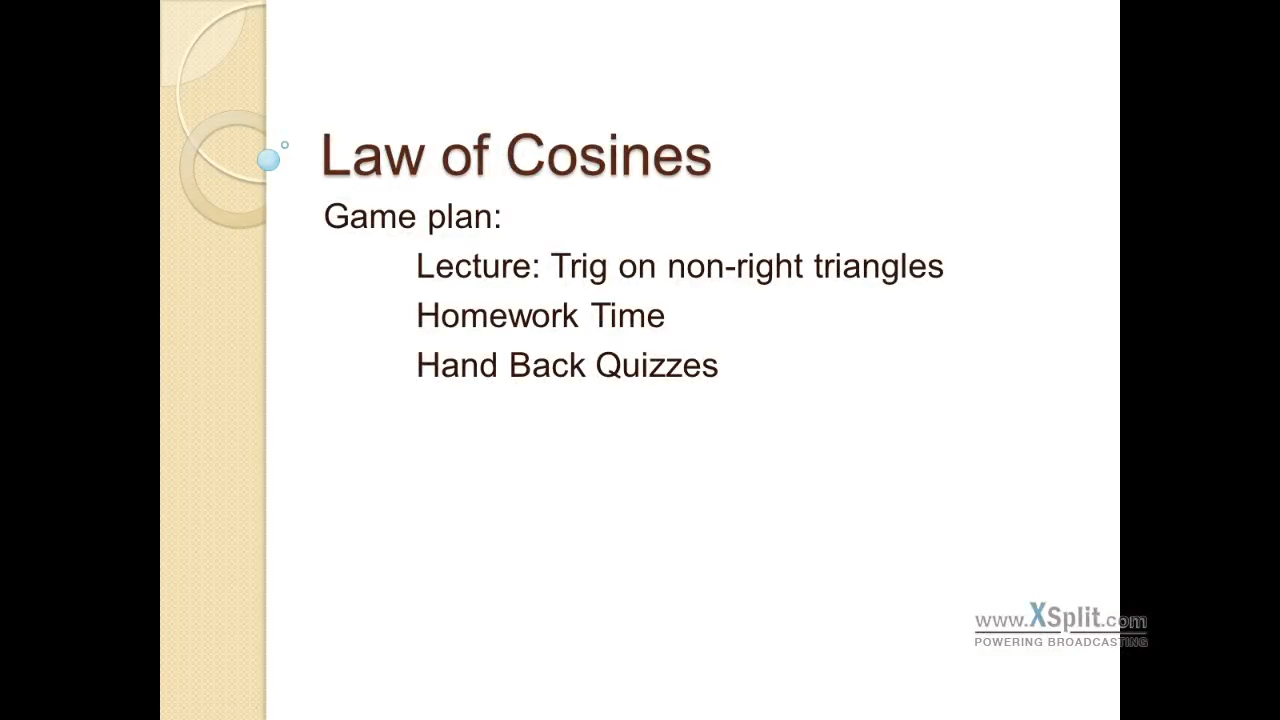 Law of Cosines
Game plan:
Lecture: Trig on non-right triangles
Homework Time
Hand Back Quizzes
www.XSplit.com
POWERING BROADCASTING